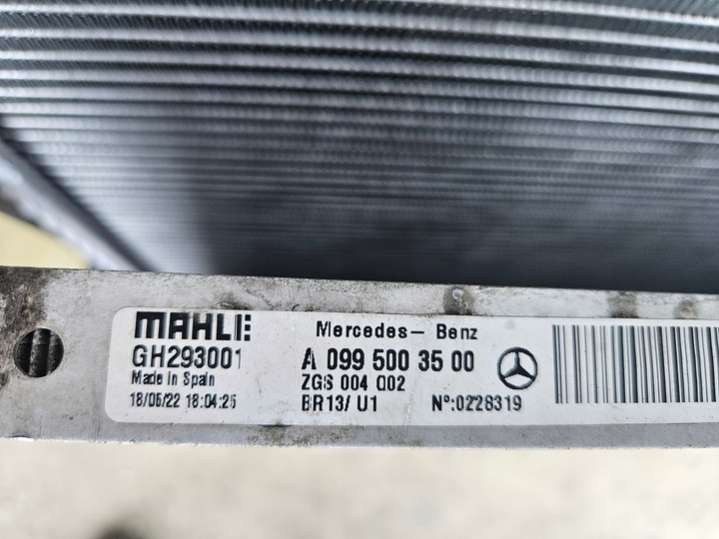 MAHLE
GH293001
Made in Spain
18/05/22 18:04:25
Mercedes-Benz
A 099 500 35 00
ZGS 004 002
BR13/ U1 Nº:0228319